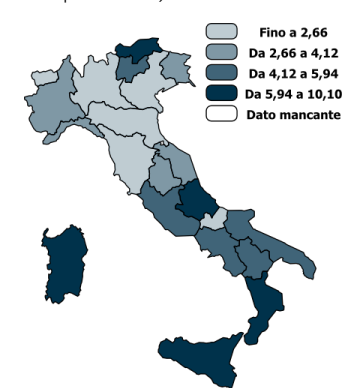 Fino a 2,66
Da 2,66 a 4,12
Da 4,12 a 5,94
Da 5,94 a 10,10
Dato mancante